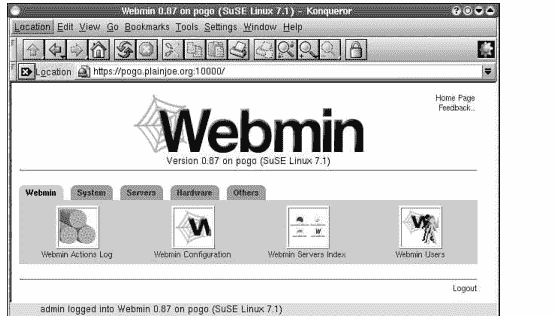 Webmin 0.87 on pogo (SuSE Linux 7.1) - Konqueror
Location Edit View Go Bookmarks Tools Settings Window Help
Location https://pogo.plainjoe.org:10000/
Home Page
Feedback..
Webmin
Version 0.87 on pogo (SuSE Linux 7.1)
Webmin System Servers Hardware Others
Webmin Actions Log Webmin Configuration Webmin Servers Index Webmin Users
Logout
admin logged into Webmin 0.87 on pogo (SuSE Linux 7.1)